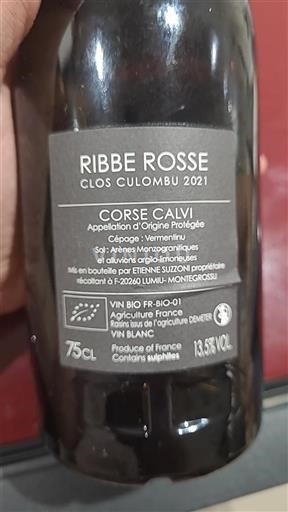 RIBBE ROSSE
CLOS CULOMBU 2021
CORSE CALVI
Appellation d'Origine Protégée
Cépage : Vermentinu
Sol : Arènes Monzogranitiques
et alluvions argilo-limoneuses
Mis en bouteille par ETIENNE SUZZONI propriétaire
récoltant à F-20260 LUMIU- MONTEGROSSU
VIN BIO FR-BIO-01
Agriculture France
Raisins issus de l'agriculture DEMETER
VIN BLANC
75CL
Produce of France
Contains sulphites
13.5% VOL.